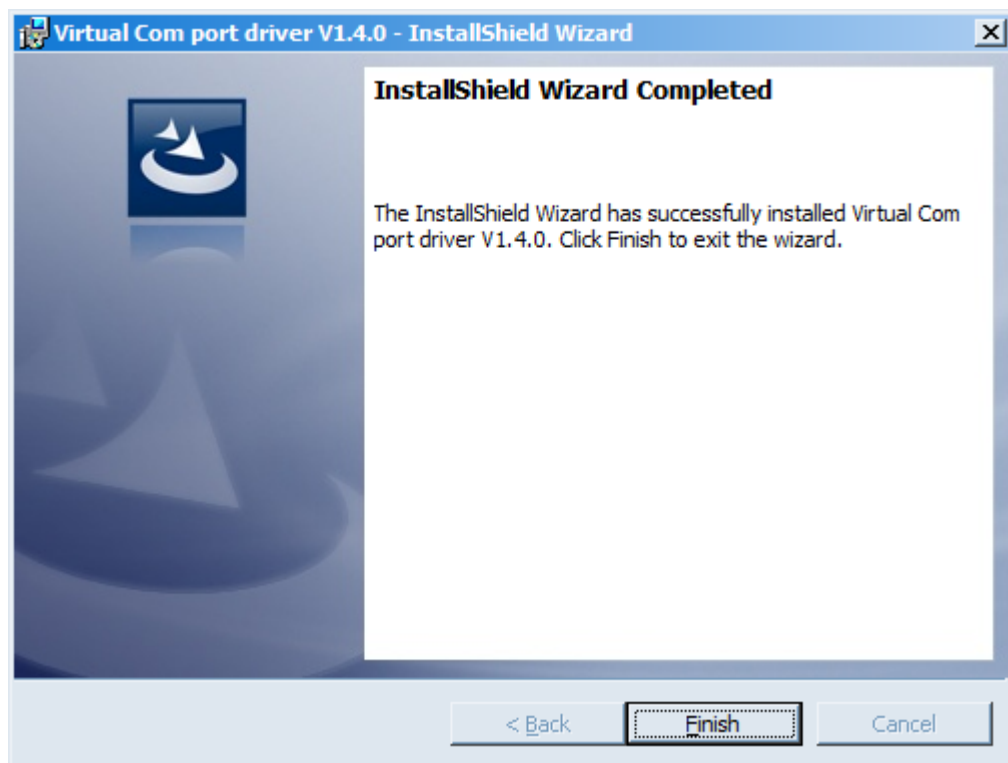 Virtual Com port driver V1.4.0 - InstallShield Wizard
InstallShield Wizard Completed
The InstallShield Wizard has successfully installed Virtual Com
port driver V1.4.0. Click Finish to exit the wizard.
< Back
Finish
Cancel